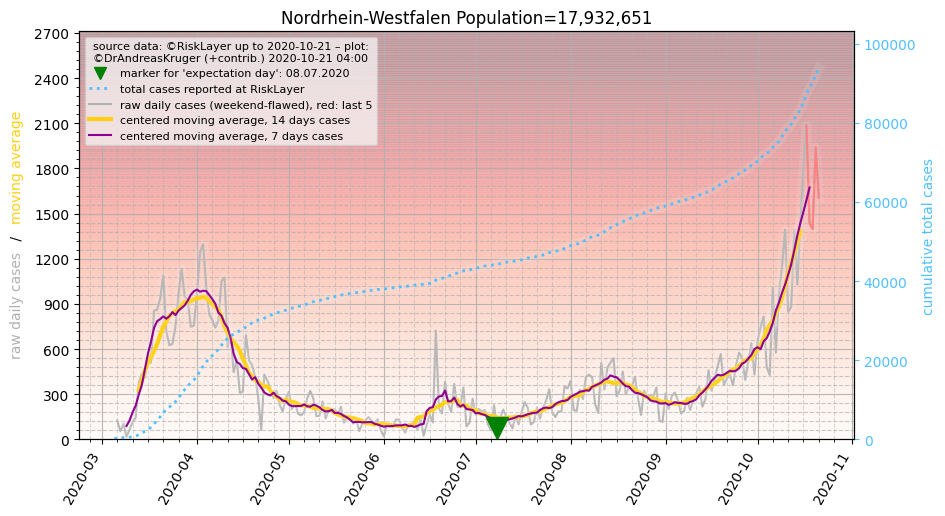 Nordrhein-Westfalen Population=17,932,651
source data: ©RiskLayer up to 2020-10-21 – plot:
©DrAndreasKruger (+contrib.) 2020-10-21 04:00
marker for 'expectation day': 08.07.2020
total cases reported at RiskLayer
raw daily cases (weekend-flawed), red: last 5
centered moving average, 14 days cases
centered moving average, 7 days cases
raw daily cases / moving average
2700
2400
2100
1800
1500
1200
900
600
300
0
100000
80000
60000
40000
20000
0
cumulative total cases
2020-03
2020-04
2020-05
2020-06
2020-07
2020-08
2020-09
2020-10
2020-11